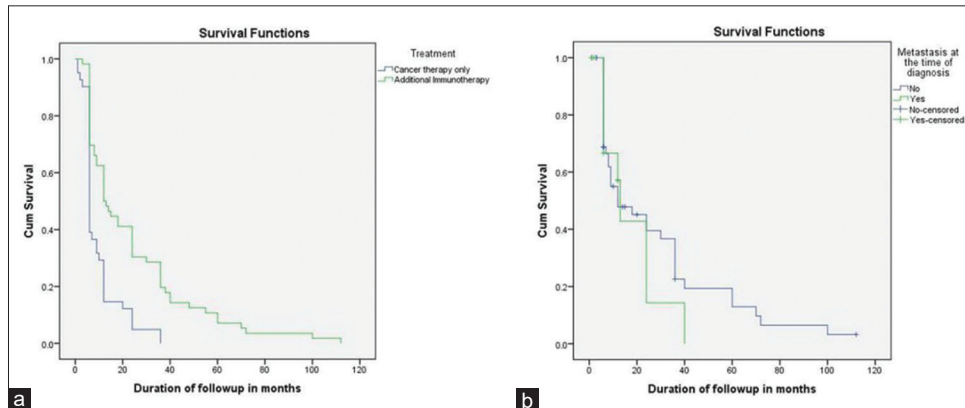 Survival Functions
Treatment
Cancer therapy only
Additional Immunotherapy
1.0
0.8
0.6
0.4
0.2
0.0
Cum Survival
0 20 40 60 80 100 120
Duration of followup in months
a
Survival Functions
Metastasis at
the time of
diagnosis
No
Yes
No-censored
Yes-censored
1.0
0.8
0.6
0.4
0.2
0.0
Cum Survival
0 20 40 60 80 100 120
Duration of followup in months
b